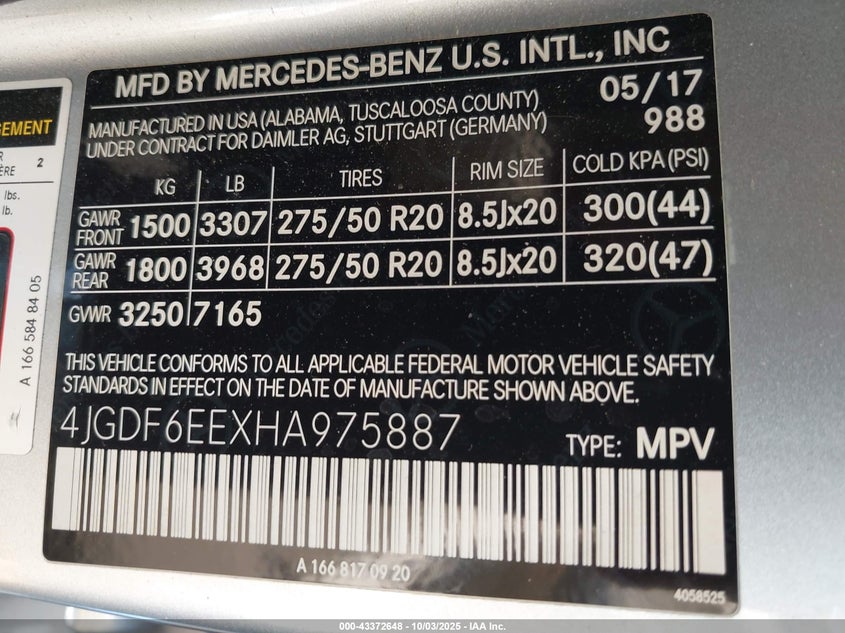 MFD BY MERCEDES-BENZ U.S. INTL., INC
05/17
MANUFACTURED IN USA (ALABAMA, TUSCALOOSA COUNTY)
UNDER CONTRACT FOR DAIMLER AG, STUTTGART (GERMANY)
988
KG LB TIRES RIM SIZE COLD KPA (PSI)
GAWR FRONT 1500 3307 275/50 R20 8.5Jx20 300(44)
GAWR REAR 1800 3968 275/50 R20 8.5Jx20 320(47)
GVWR 3250 7165
THIS VEHICLE CONFORMS TO ALL APPLICABLE FEDERAL MOTOR VEHICLE SAFETY
STANDARDS IN EFFECT ON THE DATE OF MANUFACTURE SHOWN ABOVE.
4JGDF6EEXHA975887
TYPE: MPV
A 166 817 09 20
4058525
2
lbs.
lb.
A 166 584 84 05
000-43372648 - 10/03/2025 - IAA Inc.